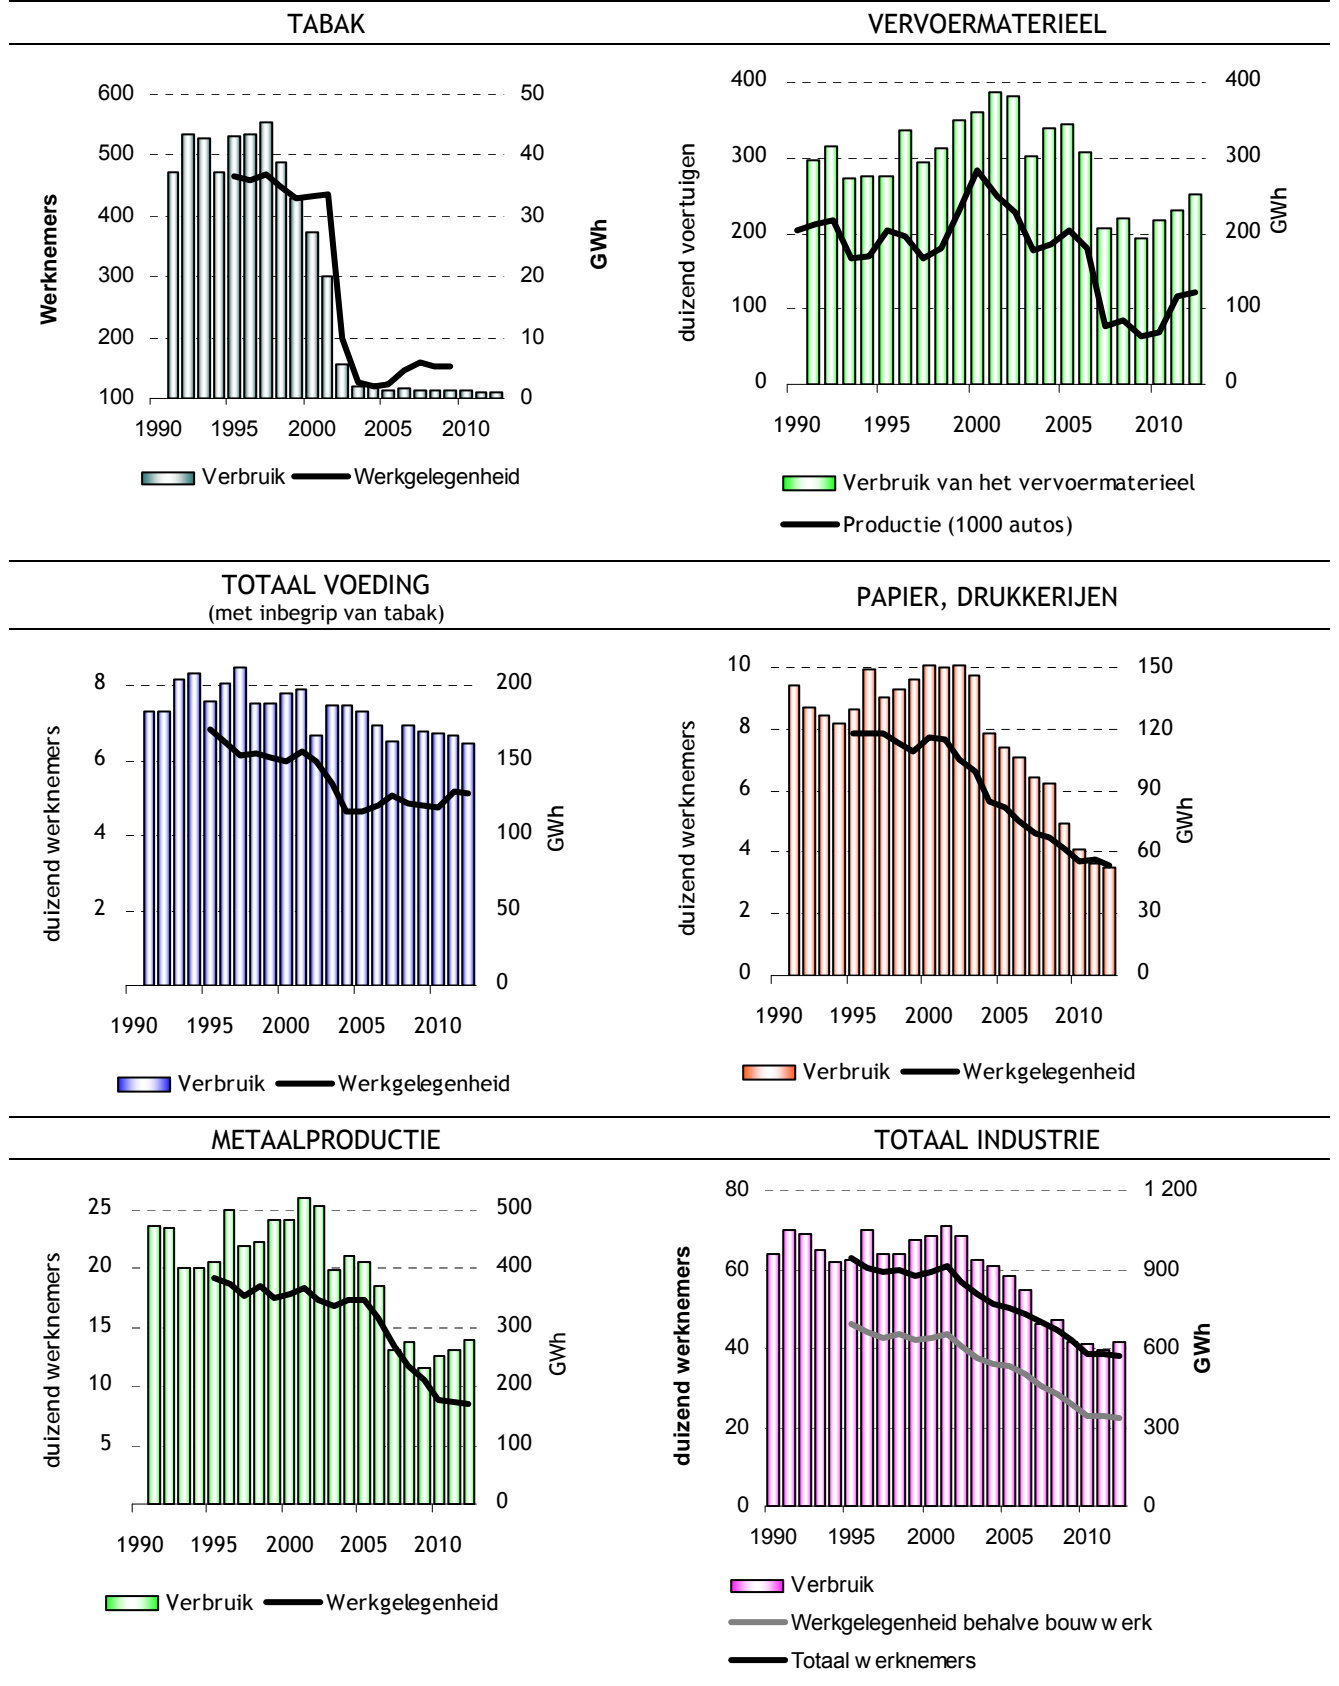 TABAK
600
500
400
300
200
100
50
40
30
20
10
0
Werknemers
GWh
1990 1995 2000 2005 2010
Verbruik Werkgelegenheid
VERVOERMATERIEEL
400
300
200
100
0
400
300
200
100
0
duizend voertuigen
GWh
1990 1995 2000 2005 2010
Verbruik van het vervoermaterieel
Productie (1000 autos)
TOTAAL VOEDING
(met inbegrip van tabak)
8
6
4
2
200
150
100
50
0
duizend werknemers
GWh
1990 1995 2000 2005 2010
Verbruik Werkgelegenheid
PAPIER, DRUKKERIJEN
10
8
6
4
2
0
150
120
90
60
30
0
duizend werknemers
GWh
1990 1995 2000 2005 2010
Verbruik Werkgelegenheid
METAALPRODUCTIE
25
20
15
10
5
500
400
300
200
100
0
duizend werknemers
GWh
1990 1995 2000 2005 2010
Verbruik Werkgelegenheid
TOTAAL INDUSTRIE
80
60
40
20
0
1 200
900
600
300
0
duizend werknemers
GWh
1990 1995 2000 2005 2010
Verbruik
Werkgelegenheid behalve bouw w erk
Totaal w erknemers